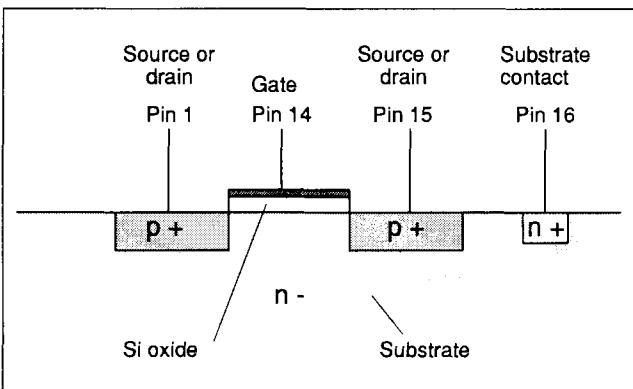 Source or
drain
Pin 1
Gate
Pin 14
Source or
drain
Pin 15
Substrate
contact
Pin 16
p +
p +
n +
n -
Si oxide
Substrate